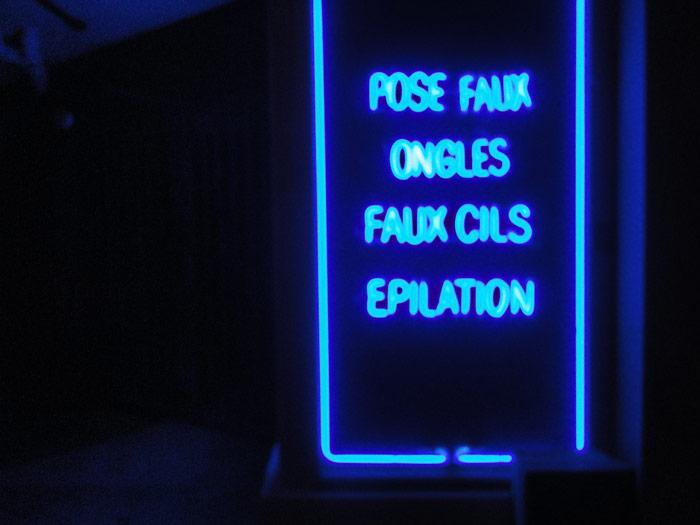 POSE FAUX
ONGLES
FAUX CILS
EPILATION